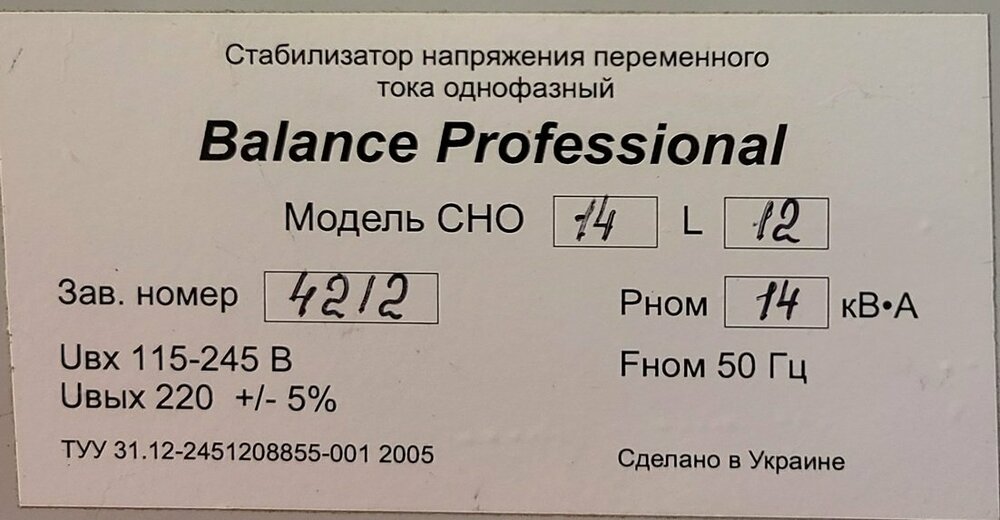 Стабилизатор напряжения переменного
тока однофазный
Balance Professional
Модель СНО 14 L 12
Зав. номер 4212 Рном 14 кВ•А
Uвх 115-245 В Fном 50 Гц
Uвых 220 +/- 5%
ТУУ 31.12-2451208855-001 2005 Сделано в Украине